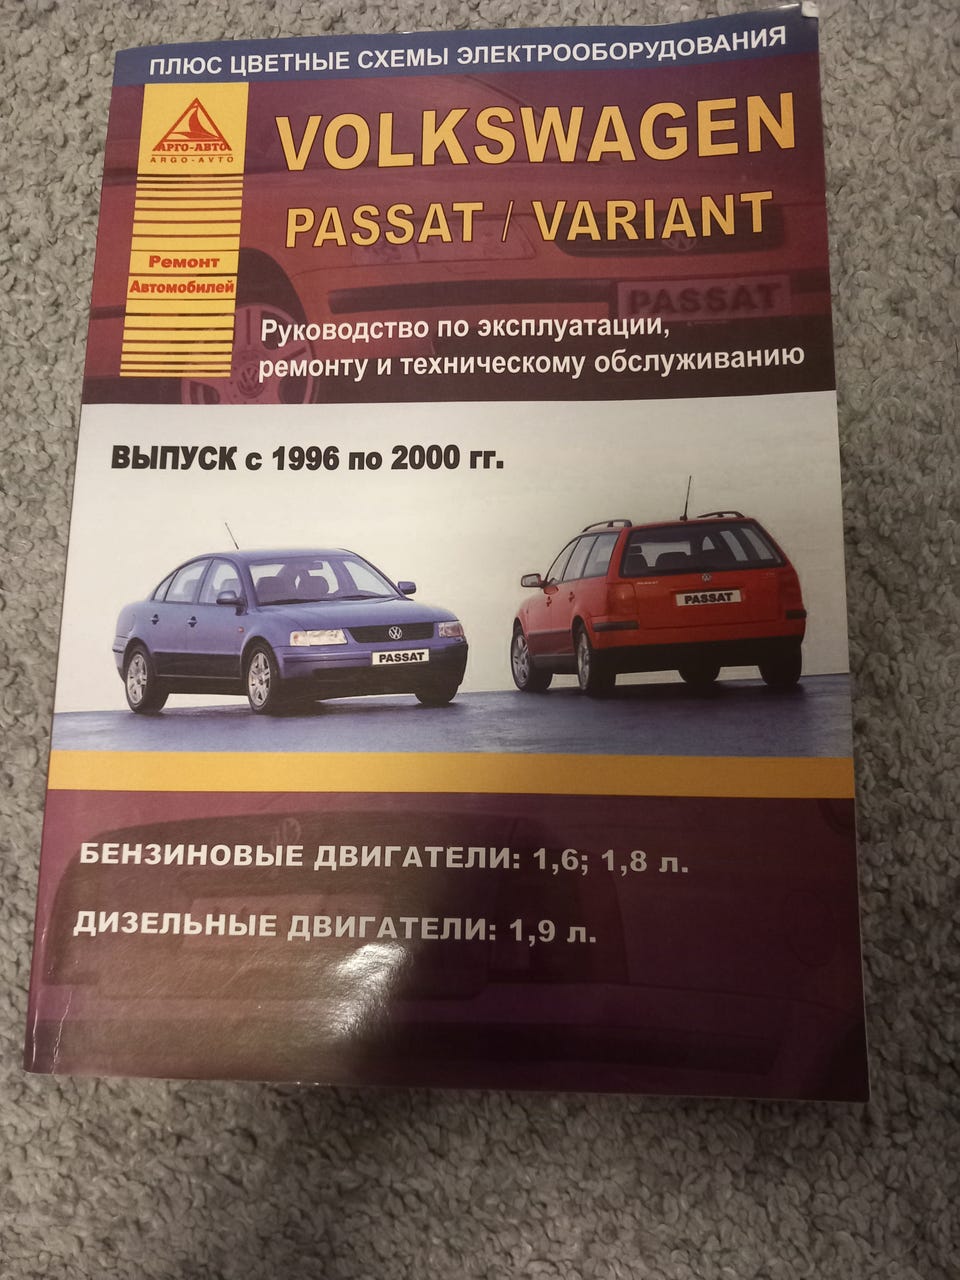 ПЛЮС ЦВЕТНЫЕ СХЕМЫ ЭЛЕКТРООБОРУДОВАНИЯ
АРГО-АВТО
ARGO-AVTO
VOLKSWAGEN
PASSAT / VARIANT
Ремонт
Автомобилей
PASSAT
Руководство по эксплуатации,
ремонту и техническому обслуживанию
ВЫПУСК с 1996 по 2000 гг.
PASSAT
PASSAT
БЕНЗИНОВЫЕ ДВИГАТЕЛИ: 1,6; 1,8 л.
ДИЗЕЛЬНЫЕ ДВИГАТЕЛИ: 1,9 л.